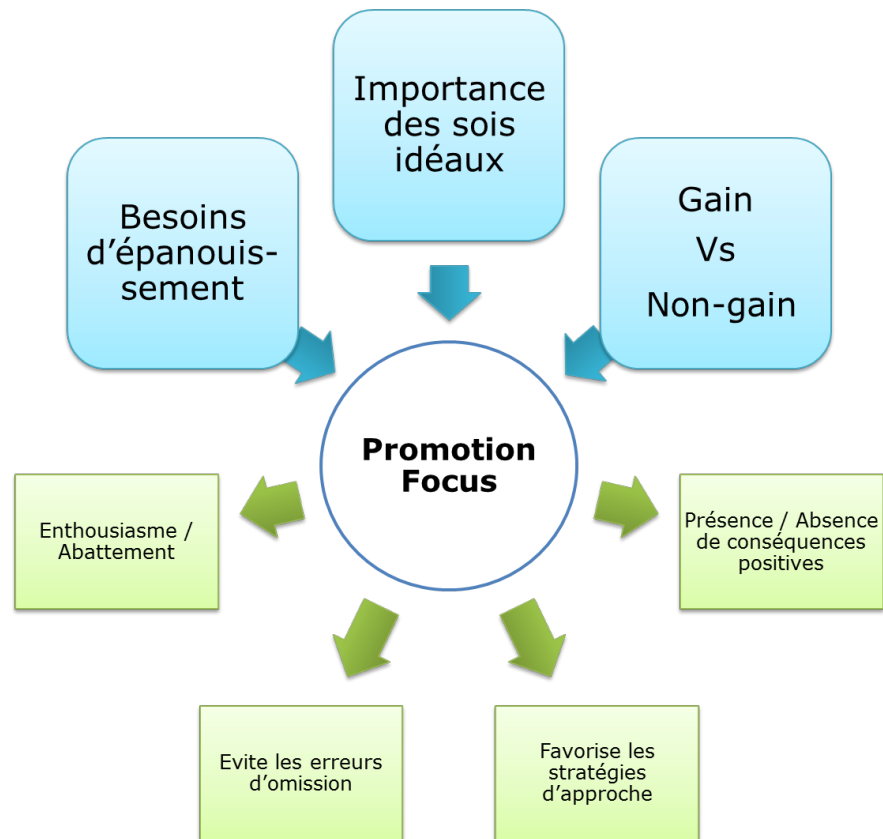 Importance
des sois
idéaux
Besoins
d’épanouis-
sement
Gain
Vs
Non-gain
Promotion
Focus
Enthousiasme /
Abattement
Présence / Absence
de conséquences
positives
Evite les erreurs
d’omission
Favorise les
stratégies
d’approche